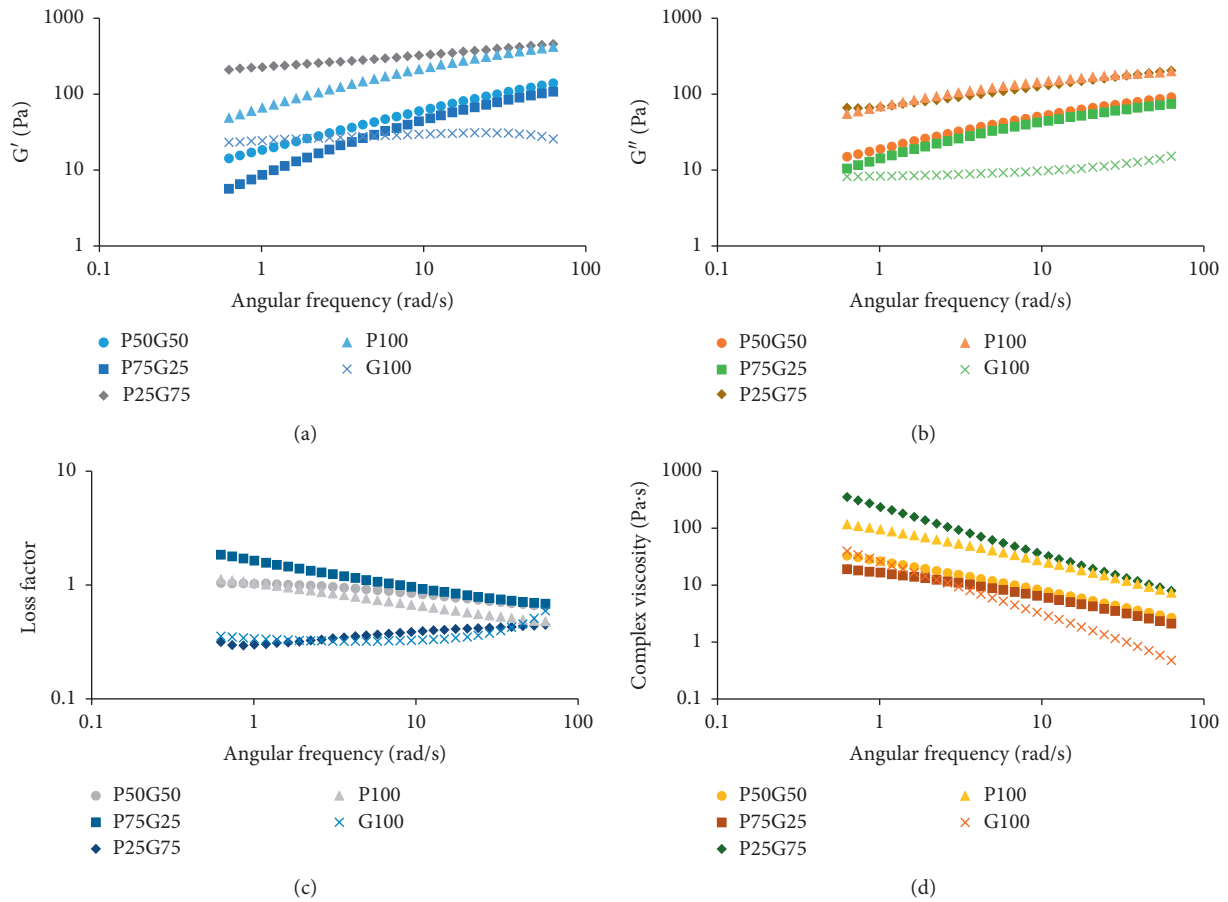 1000
100
10
1
G′ (Pa)
0.1 1 10 100
Angular frequency (rad/s)
P50G50 P100
P75G25 G100
P25G75
(a)
1000
100
10
1
G″ (Pa)
0.1 1 10 100
Angular frequency (rad/s)
P50G50 P100
P75G25 G100
P25G75
(b)
10
1
0.1
Loss factor
0.1 1 10 100
Angular frequency (rad/s)
P50G50 P100
P75G25 G100
P25G75
(c)
1000
100
10
1
0.1
Complex viscosity (Pa·s)
0.1 1 10 100
Angular frequency (rad/s)
P50G50 P100
P75G25 G100
P25G75
(d)